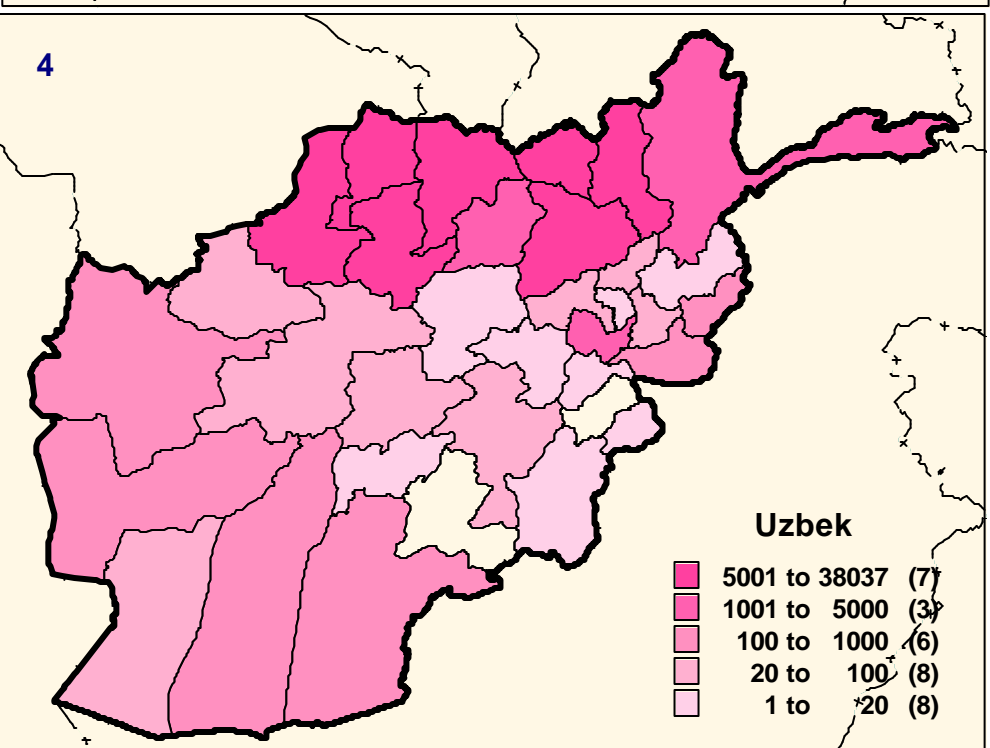 4
Uzbek
5001 to 38037 (7)
1001 to 5000 (3)
100 to 1000 (6)
20 to 100 (8)
1 to 20 (8)